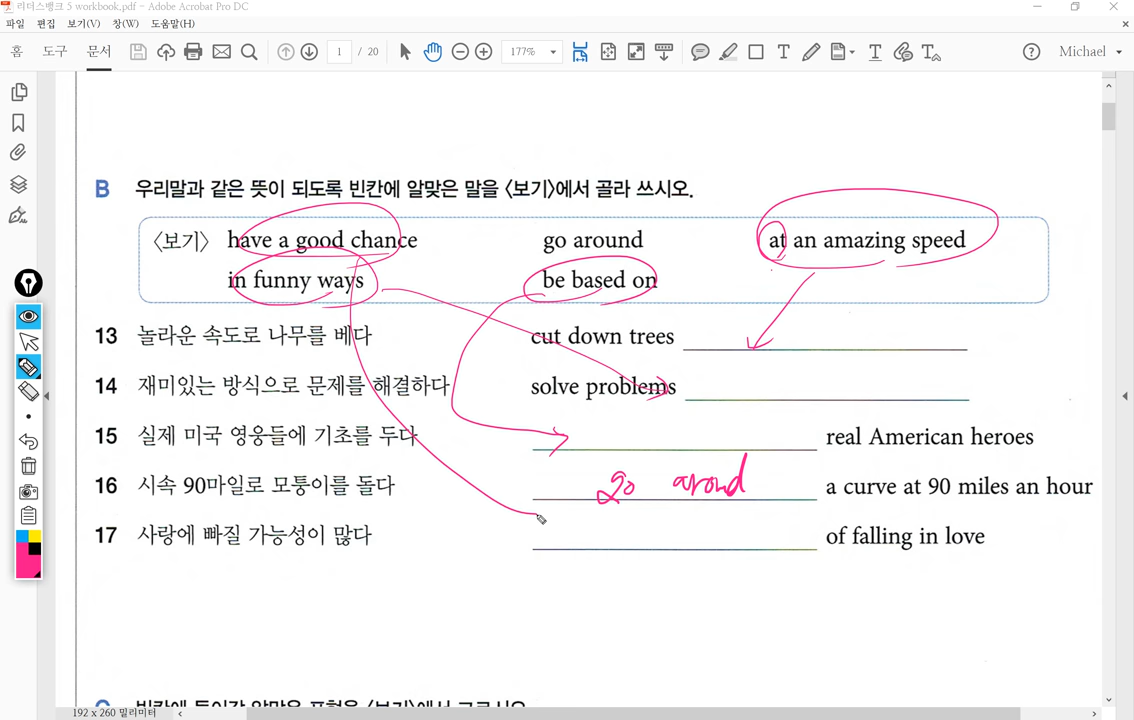 리더스뱅크 5 workbook.pdf - Adobe Acrobat Pro DC
파일 편집 보기(V) 창(W) 도움말(H)
홈 도구 문서 1 / 20 177% Michael
B 우리말과 같은 뜻이 되도록 빈칸에 알맞은 말을 〈보기〉에서 골라 쓰시오.
〈보기〉 have a good chance go around at an amazing speed
in funny ways be based on
13 놀라운 속도로 나무를 베다 cut down trees
14 재미있는 방식으로 문제를 해결하다 solve problems
15 실제 미국 영웅들에 기초를 두다 real American heroes
16 시속 90마일로 모퉁이를 돌다 go around a curve at 90 miles an hour
17 사랑에 빠질 가능성이 많다 of falling in love
192 x 260 밀리미터